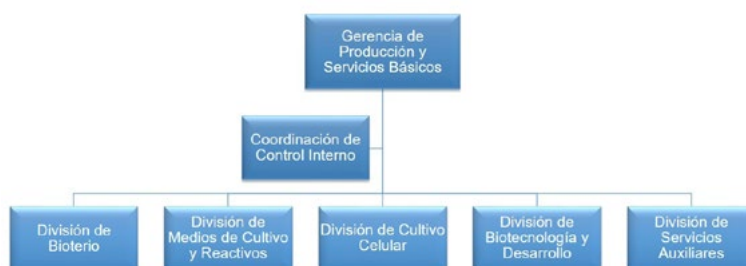 Gerencia de
Producción y
Servicios Básicos
Coordinación de
Control Interno
División de
Bioterio
División de
Medios de Cultivo
y Reactivos
División de Cultivo
Celular
División de
Biotecnología y
Desarrollo
División de
Servicios
Auxiliares